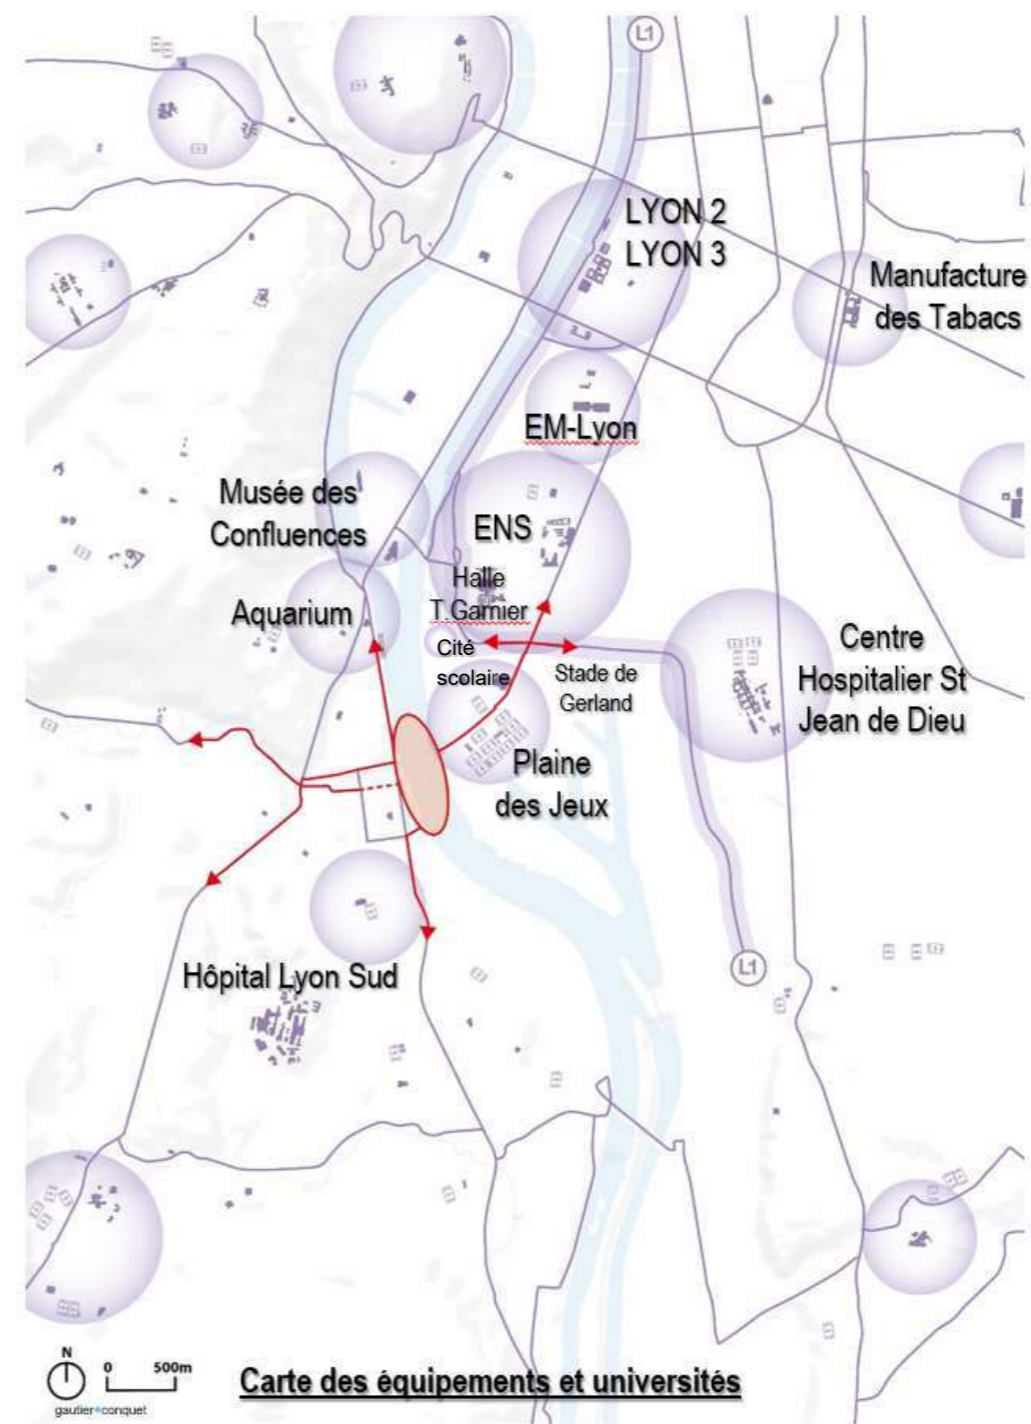 L1
LYON 2
LYON 3
Manufacture
des Tabacs
EM-Lyon
Musée des
Confluences
ENS
Halle
T.Garnier
Aquarium
Cité
scolaire
Stade de
Gerland
Centre
Hospitalier St
Jean de Dieu
Plaine
des Jeux
L1
Hôpital Lyon Sud
N
0 500m
gautier+conquet
Carte des équipements et universités